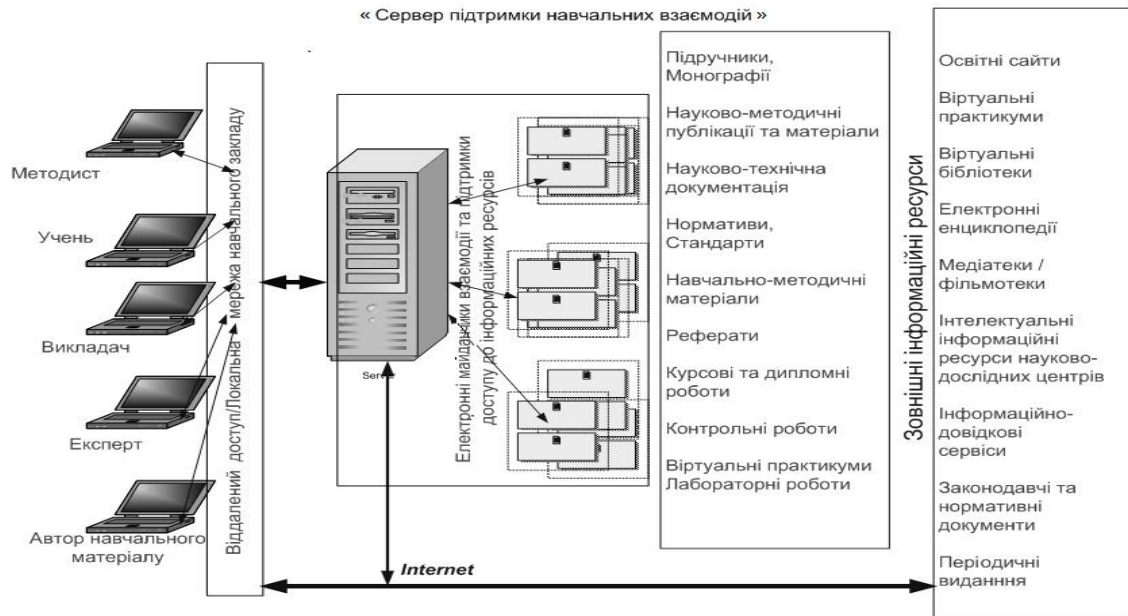 « Сервер підтримки навчальних взаємодій »
Методист
Учень
Викладач
Експерт
Автор навчального
матеріалу
Віддалений доступ/Локальна мережа навчального закладу
Server
Електронні майданчики взаємодії та підтримки
доступу до інформаційних ресурсів
Підручники,
Монографії
Науково-методичні
публікації та матеріали
Науково-технічна
документація
Нормативи,
Стандарти
Навчально-методичні
матеріали
Реферати
Курсові та дипломні
роботи
Контрольні роботи
Віртуальні практикуми
Лабораторні роботи
Зовнішні інформаційні ресурси
Освітні сайти
Віртуальні
практикуми
Віртуальні
бібліотеки
Електронні
енциклопедії
Медіатеки /
фільмотеки
Інтелектуальні
інформаційні
ресурси науково-
дослідних центрів
Інформаційно-
довідкові
сервіси
Законодавчі та
нормативні
документи
Періодичні
виданння
Internet